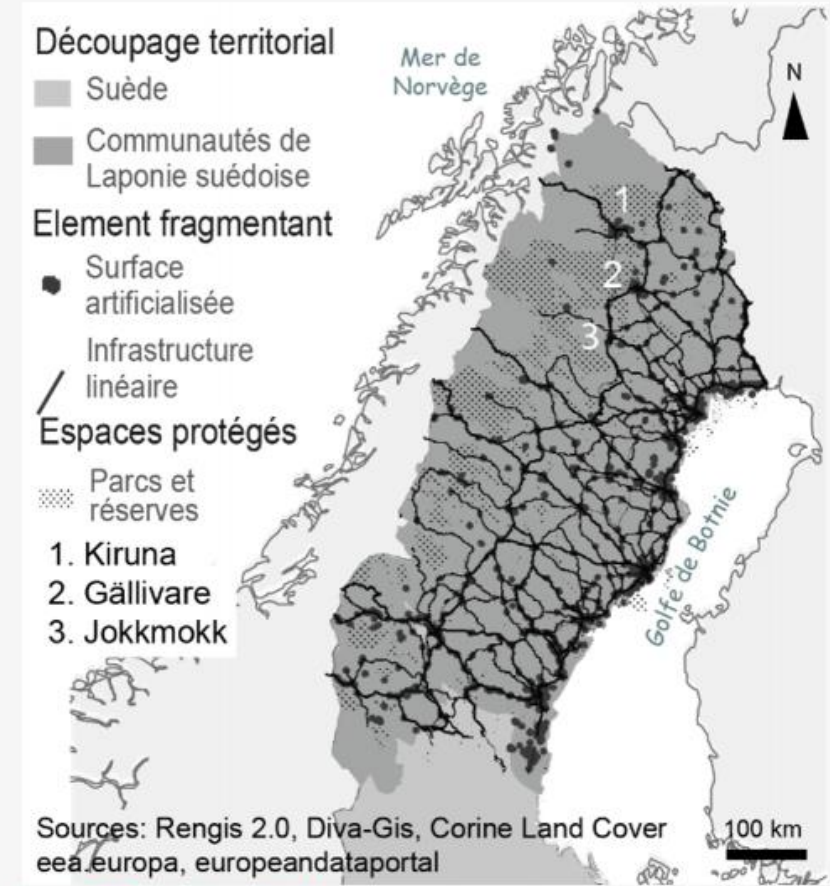 Découpage territorial
Suède
Communautés de
Laponie suédoise
Element fragmentant
Surface
artificialisée
Infrastructure
linéaire
Espaces protégés
Parcs et
réserves
1. Kiruna
2. Gällivare
3. Jokkmokk
Mer de
Norvège
N
1
2
3
Golfe de Botnie
Sources: Rengis 2.0, Diva-Gis, Corine Land Cover
eea.europa, europeandataportal
100 km